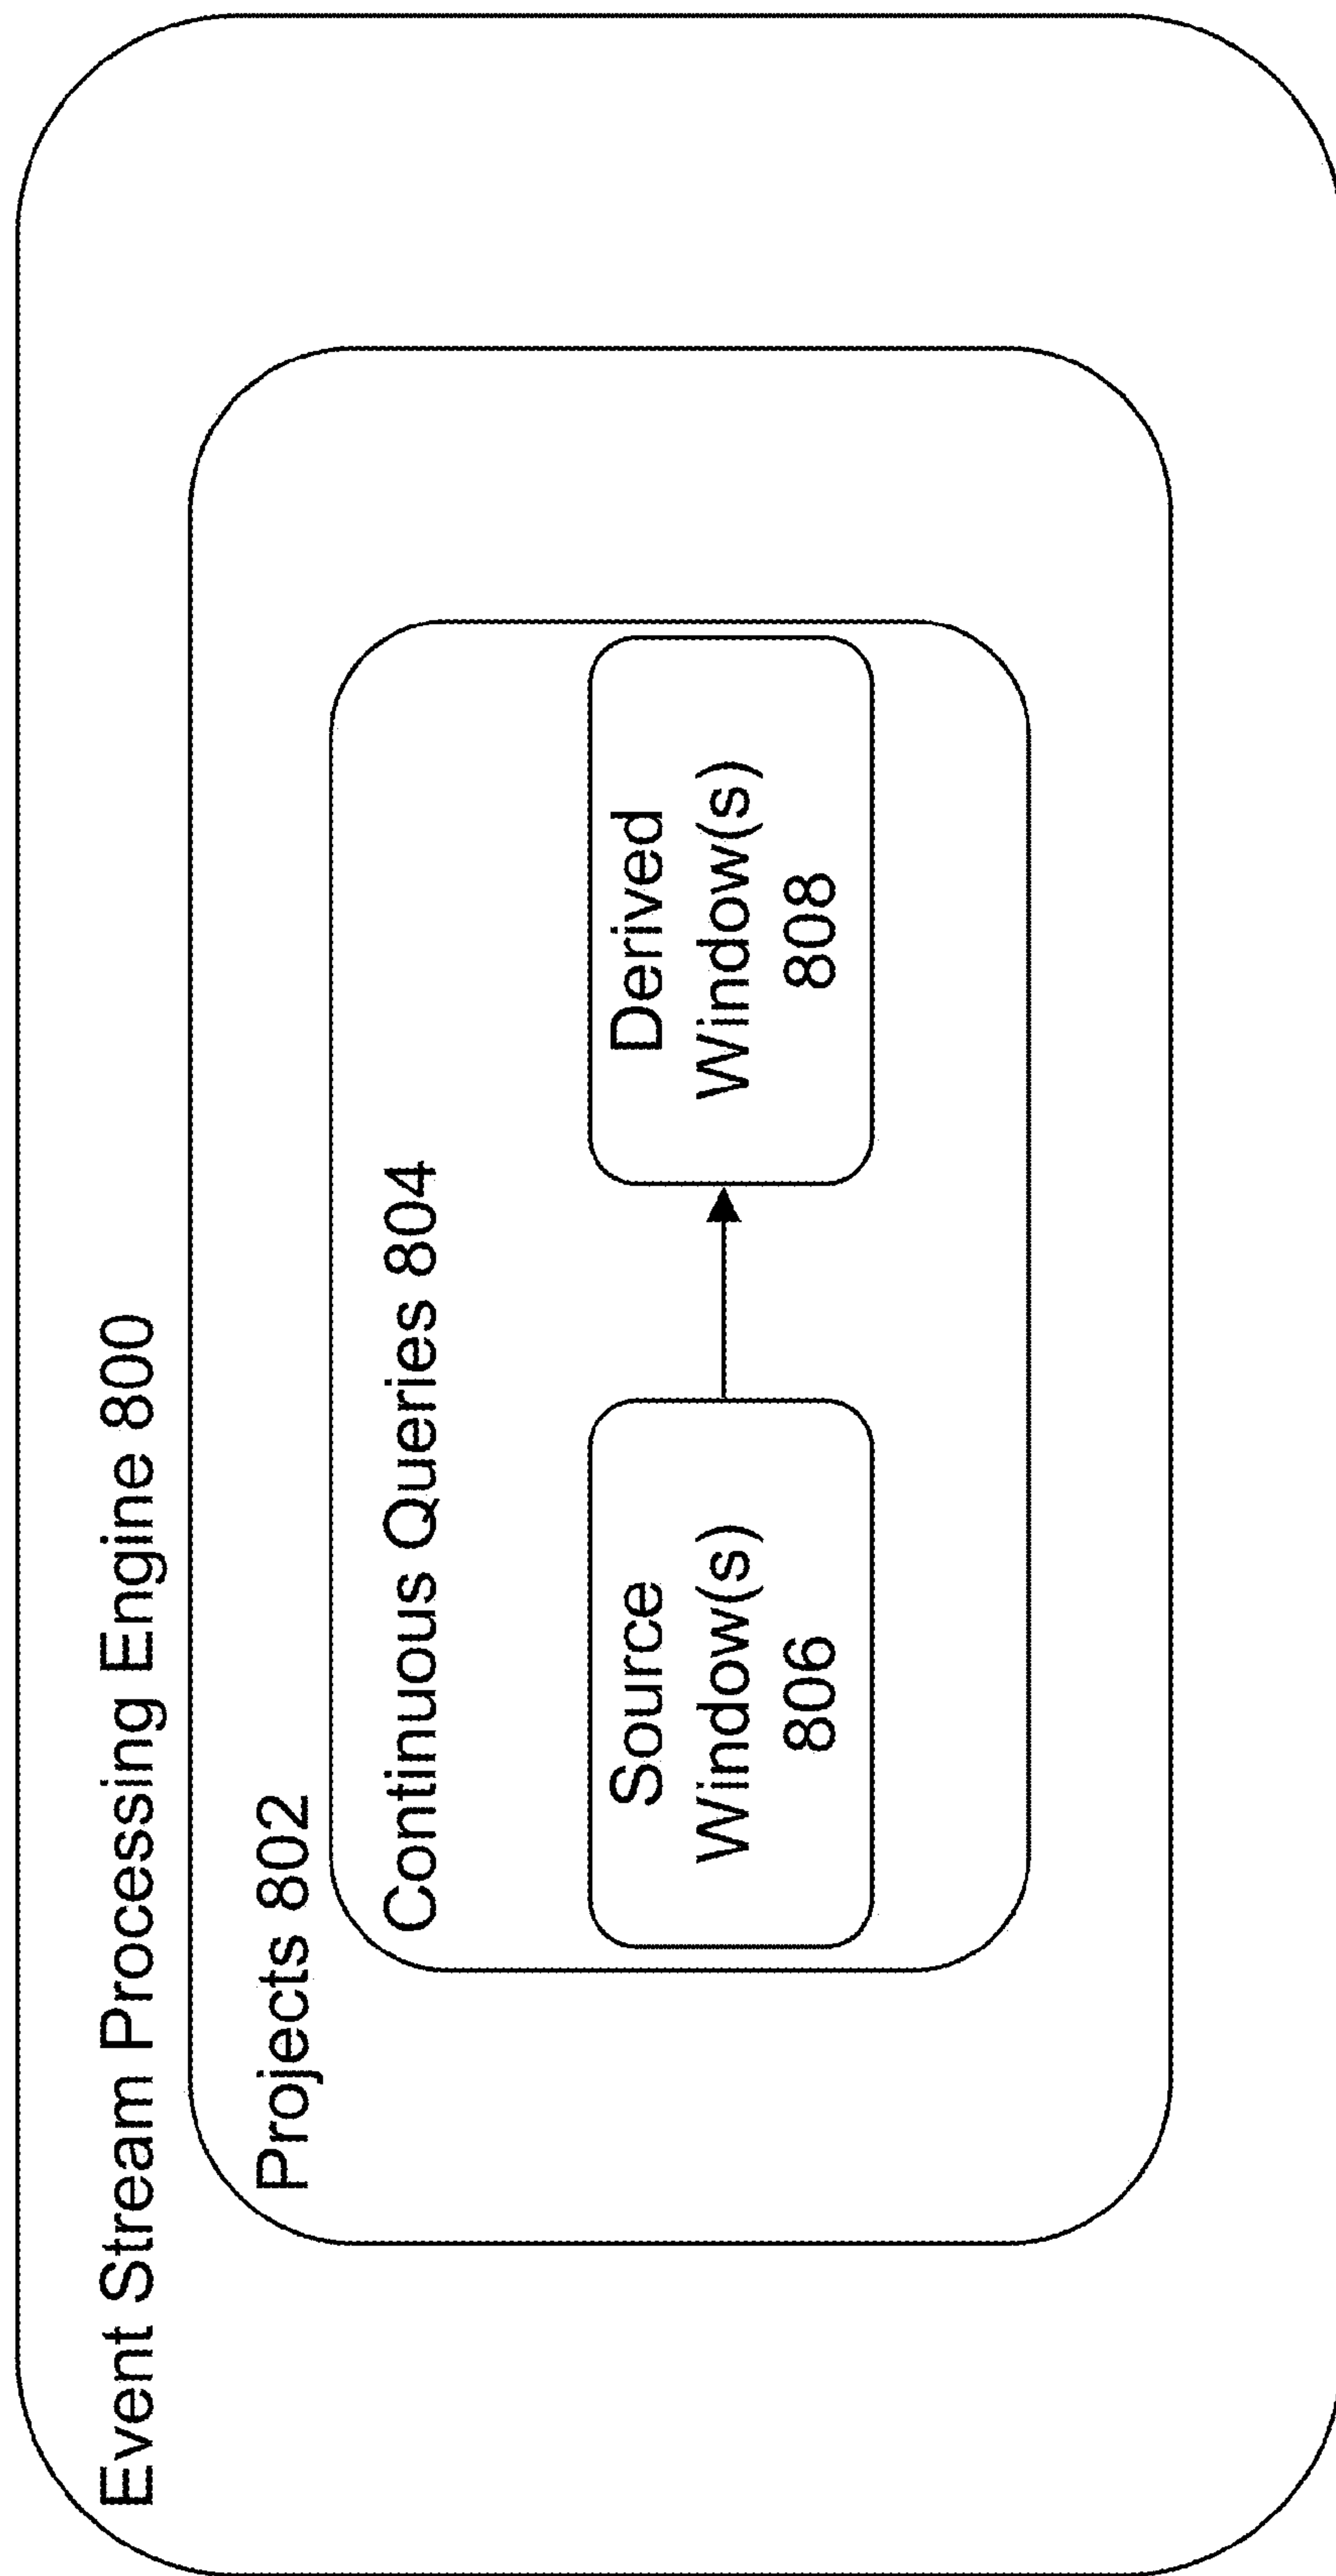 Event Stream Processing Engine 800
Projects 802
Continuous Queries 804
Source
Window(s)
806
Derived
Window(s)
808